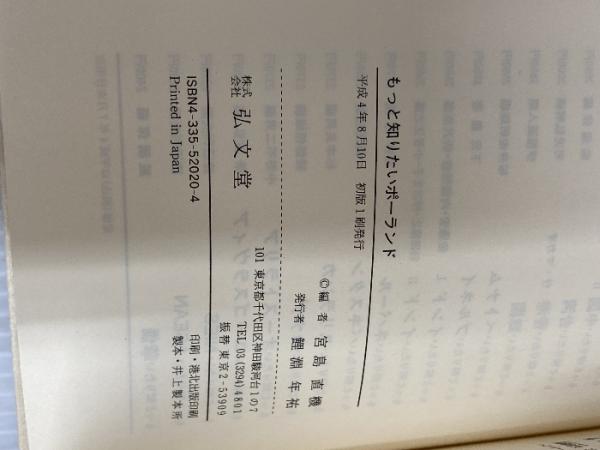 もっと知りたいポーランド
平成4年8月10日　初版1刷発行
©編 者　宮島直機
発行者　鯉淵年祐
101 東京都千代田区神田駿河台1の7
株式会社　弘文堂
TEL 03(3294)4801
振替 東京2-53909
印刷・港北出版印刷
製本・井上製本所
ISBN4-335-52020-4
Printed in Japan